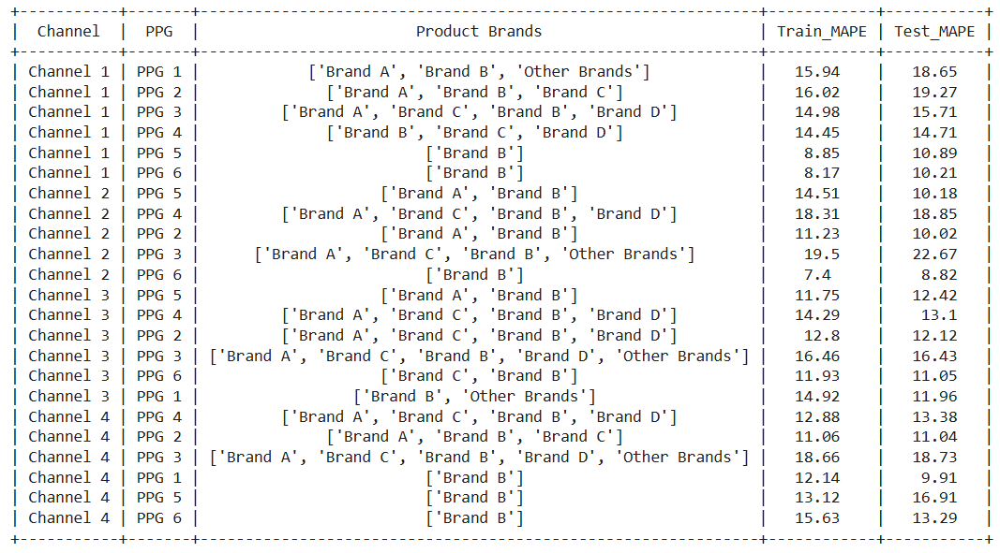 +-----------+-------+--------------------------------------------------------------+------------+-----------+
| Channel | PPG | Product Brands | Train_MAPE | Test_MAPE |
+-----------+-------+--------------------------------------------------------------+------------+-----------+
| Channel 1 | PPG 1 | ['Brand A', 'Brand B', 'Other Brands'] | 15.94 | 18.65 |
| Channel 1 | PPG 2 | ['Brand A', 'Brand B', 'Brand C'] | 16.02 | 19.27 |
| Channel 1 | PPG 3 | ['Brand A', 'Brand C', 'Brand B', 'Brand D'] | 14.98 | 15.71 |
| Channel 1 | PPG 4 | ['Brand B', 'Brand C', 'Brand D'] | 14.45 | 14.71 |
| Channel 1 | PPG 5 | ['Brand B'] | 8.85 | 10.89 |
| Channel 1 | PPG 6 | ['Brand B'] | 8.17 | 10.21 |
| Channel 2 | PPG 5 | ['Brand A', 'Brand B'] | 14.51 | 10.18 |
| Channel 2 | PPG 4 | ['Brand A', 'Brand C', 'Brand B', 'Brand D'] | 18.31 | 18.85 |
| Channel 2 | PPG 2 | ['Brand A', 'Brand B'] | 11.23 | 10.02 |
| Channel 2 | PPG 3 | ['Brand A', 'Brand C', 'Brand B', 'Other Brands'] | 19.5 | 22.67 |
| Channel 2 | PPG 6 | ['Brand B'] | 7.4 | 8.82 |
| Channel 3 | PPG 5 | ['Brand A', 'Brand B'] | 11.75 | 12.42 |
| Channel 3 | PPG 4 | ['Brand A', 'Brand C', 'Brand B', 'Brand D'] | 14.29 | 13.1 |
| Channel 3 | PPG 2 | ['Brand A', 'Brand C', 'Brand B', 'Brand D'] | 12.8 | 12.12 |
| Channel 3 | PPG 3 | ['Brand A', 'Brand C', 'Brand B', 'Brand D', 'Other Brands'] | 16.46 | 16.43 |
| Channel 3 | PPG 6 | ['Brand C', 'Brand B'] | 11.93 | 11.05 |
| Channel 3 | PPG 1 | ['Brand B', 'Other Brands'] | 14.92 | 11.96 |
| Channel 4 | PPG 4 | ['Brand A', 'Brand C', 'Brand B', 'Brand D'] | 12.88 | 13.38 |
| Channel 4 | PPG 2 | ['Brand A', 'Brand B', 'Brand C'] | 11.06 | 11.04 |
| Channel 4 | PPG 3 | ['Brand A', 'Brand C', 'Brand B', 'Brand D', 'Other Brands'] | 18.66 | 18.73 |
| Channel 4 | PPG 1 | ['Brand B'] | 12.14 | 9.91 |
| Channel 4 | PPG 5 | ['Brand B'] | 13.12 | 16.91 |
| Channel 4 | PPG 6 | ['Brand B'] | 15.63 | 13.29 |
+-----------+-------+--------------------------------------------------------------+------------+-----------+